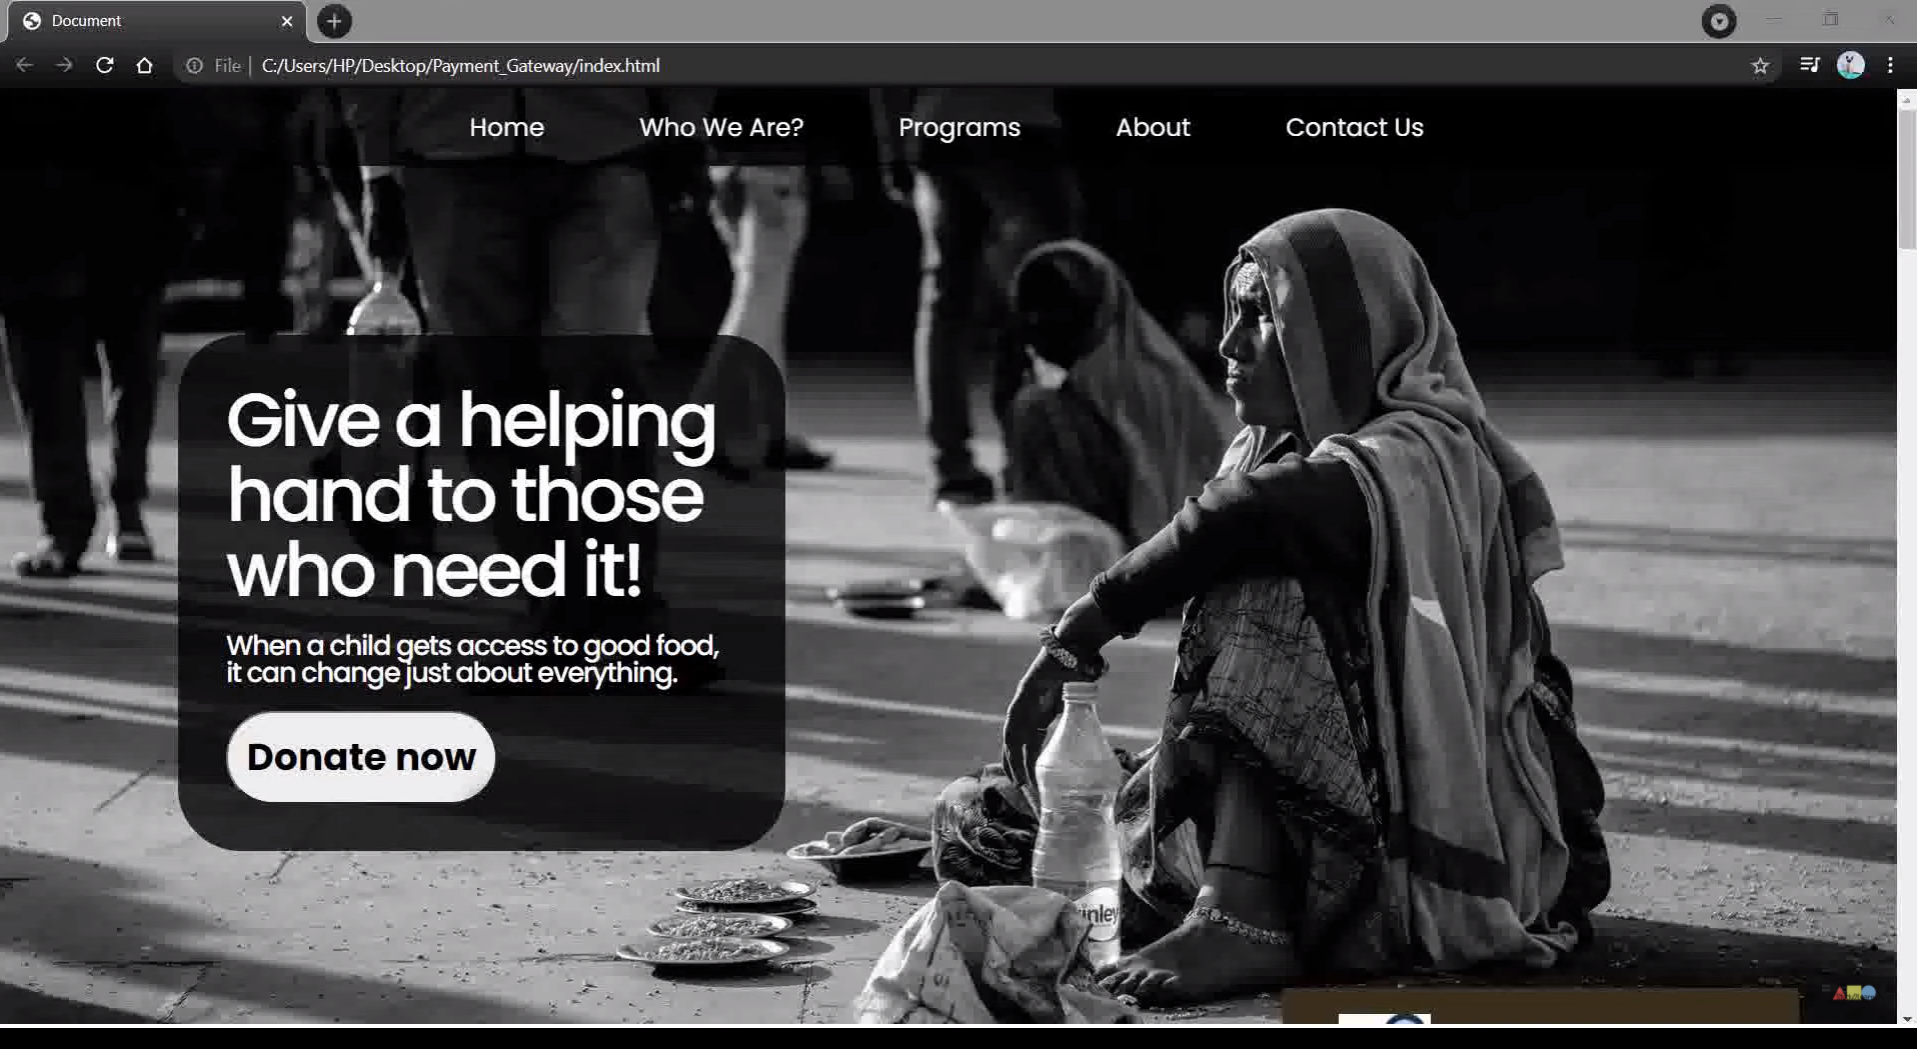 Document
File
C:/Users/HP/Desktop/Payment_Gateway/index.html
Home
Who We Are?
Programs
About
Contact Us
Give a helping
hand to those
who need it!
When a child gets access to good food,
it can change just about everything.
Donate now
inley